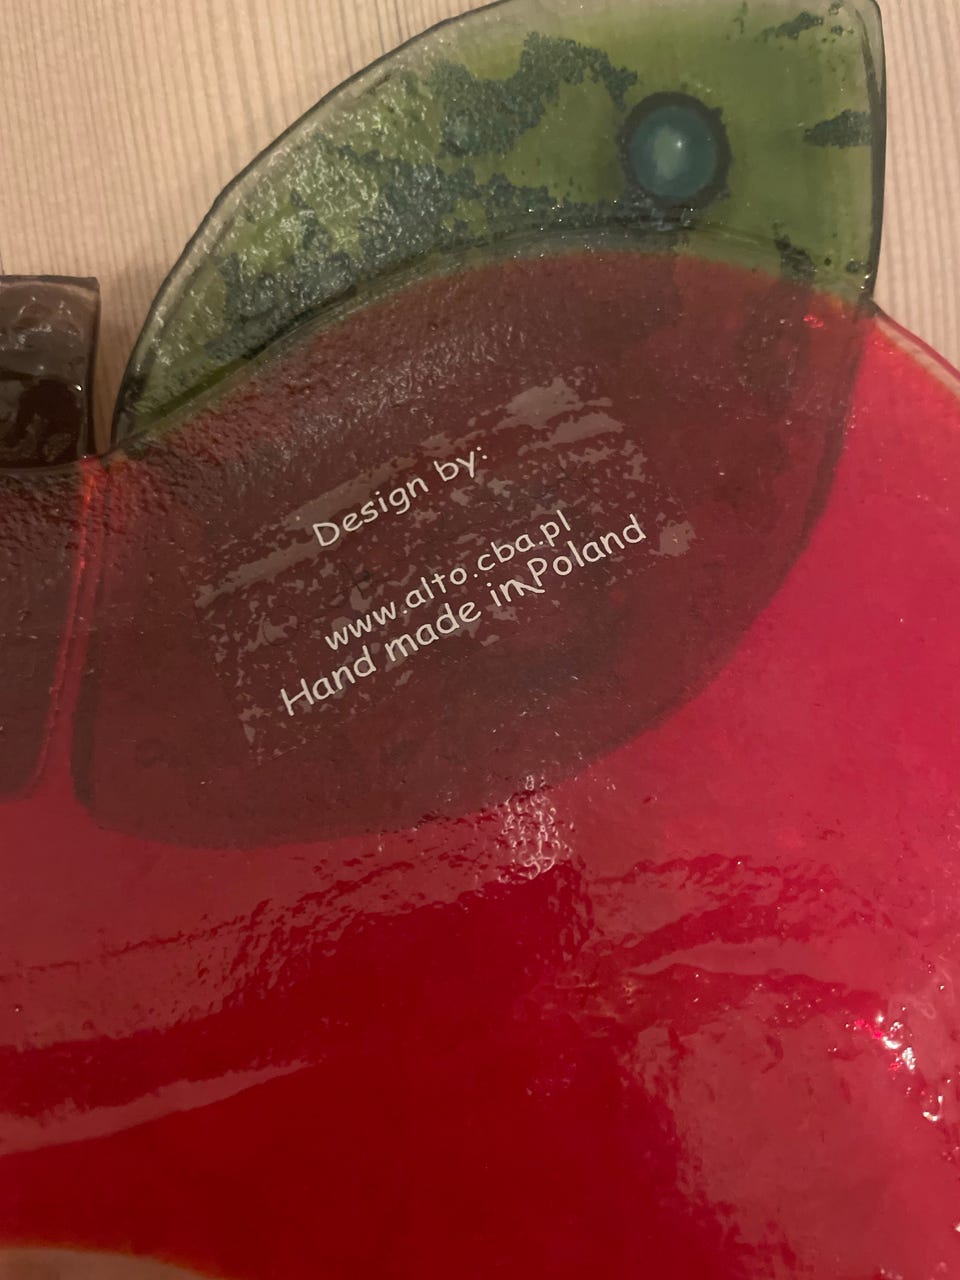 Design by:
www.alto.cba.pl
Hand made in Poland